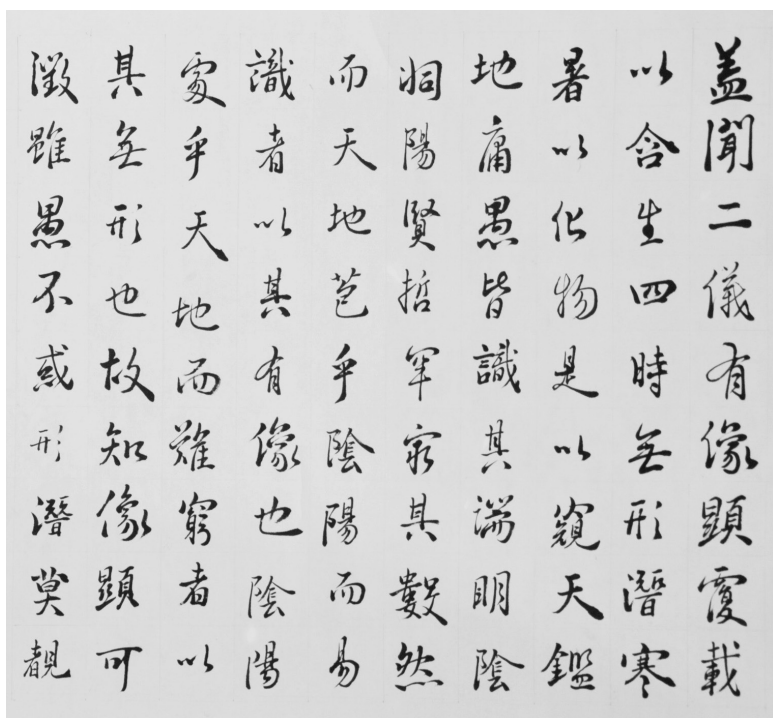 蓋聞二儀有像顯覆載
以含生四時無形潛寒
暑以化物是以窺天鑑
地庸愚皆識其端明陰
洞陽賢哲罕窮其數然
而天地苞乎陰陽而易
識者以其有像也陰陽
處乎天地而難窮者以
其無形也故知像顯可
徵雖愚不惑形潛莫覩